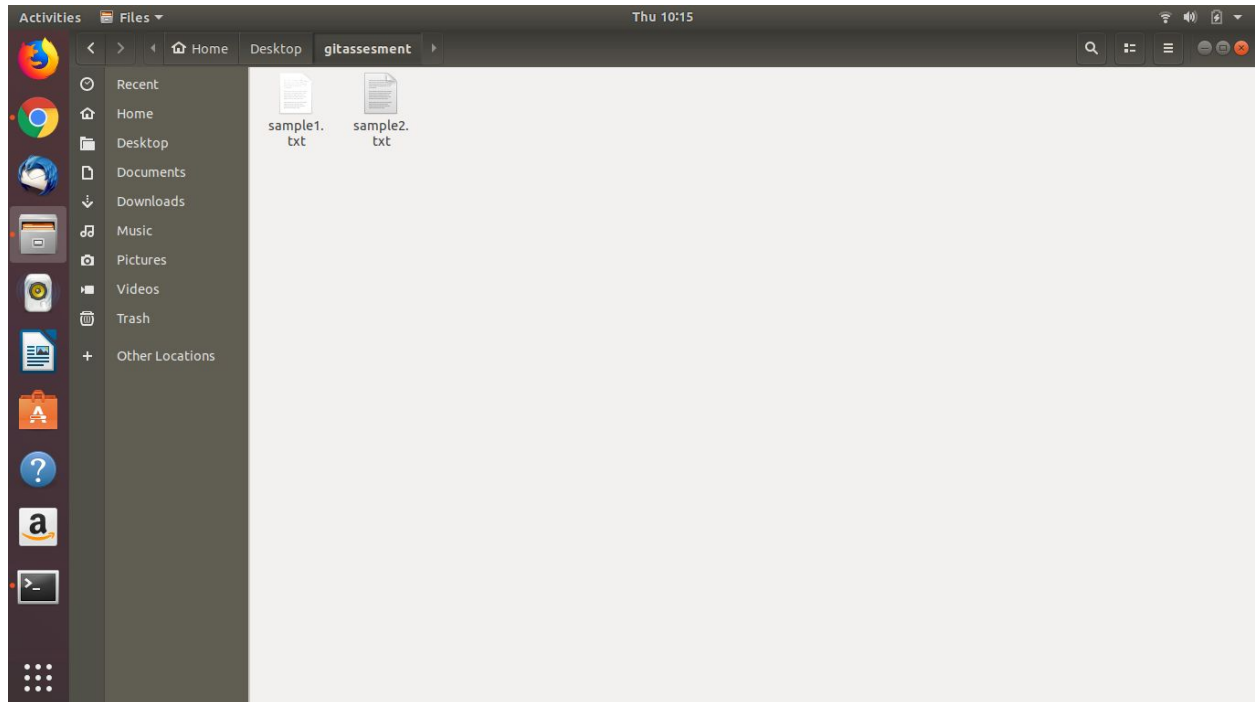 Activities Files Thu 10:15
Home Desktop gitassesment
Recent
Home
Desktop
Documents
Downloads
Music
Pictures
Videos
Trash
Other Locations
sample1.
txt
sample2.
txt